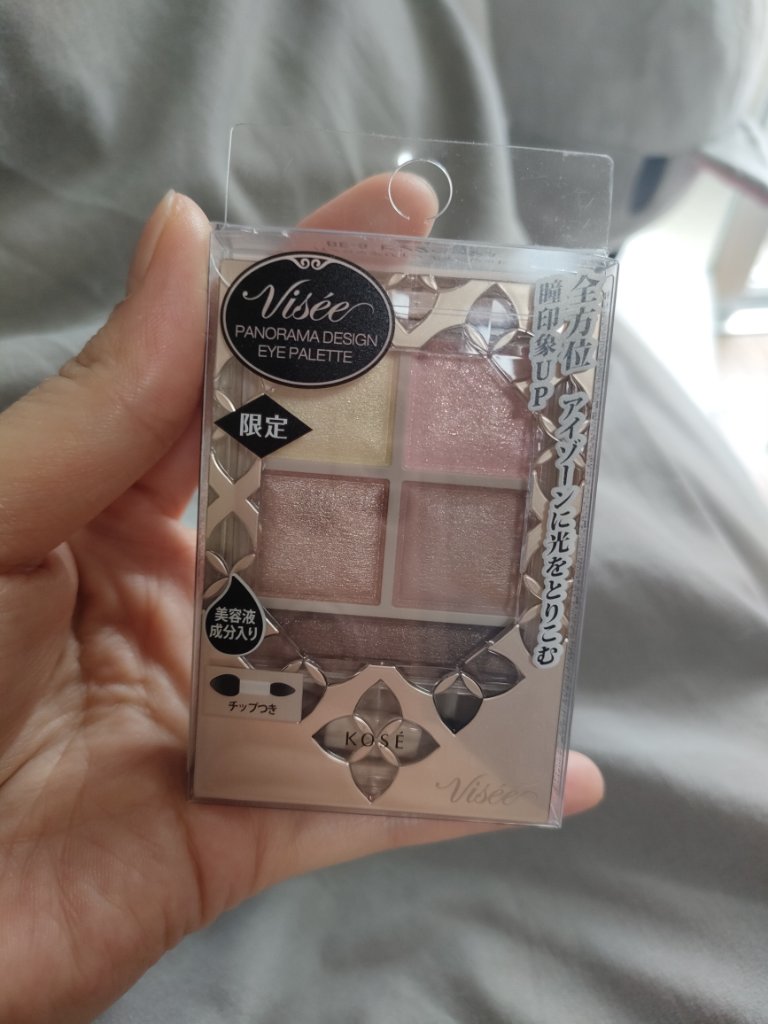 Visée
PANORAMA DESIGN
EYE PALETTE
限定
全方位 アイゾーンに光をとりこむ
瞳印象UP
美容液
成分入り
チップつき
KOSÉ
Visée